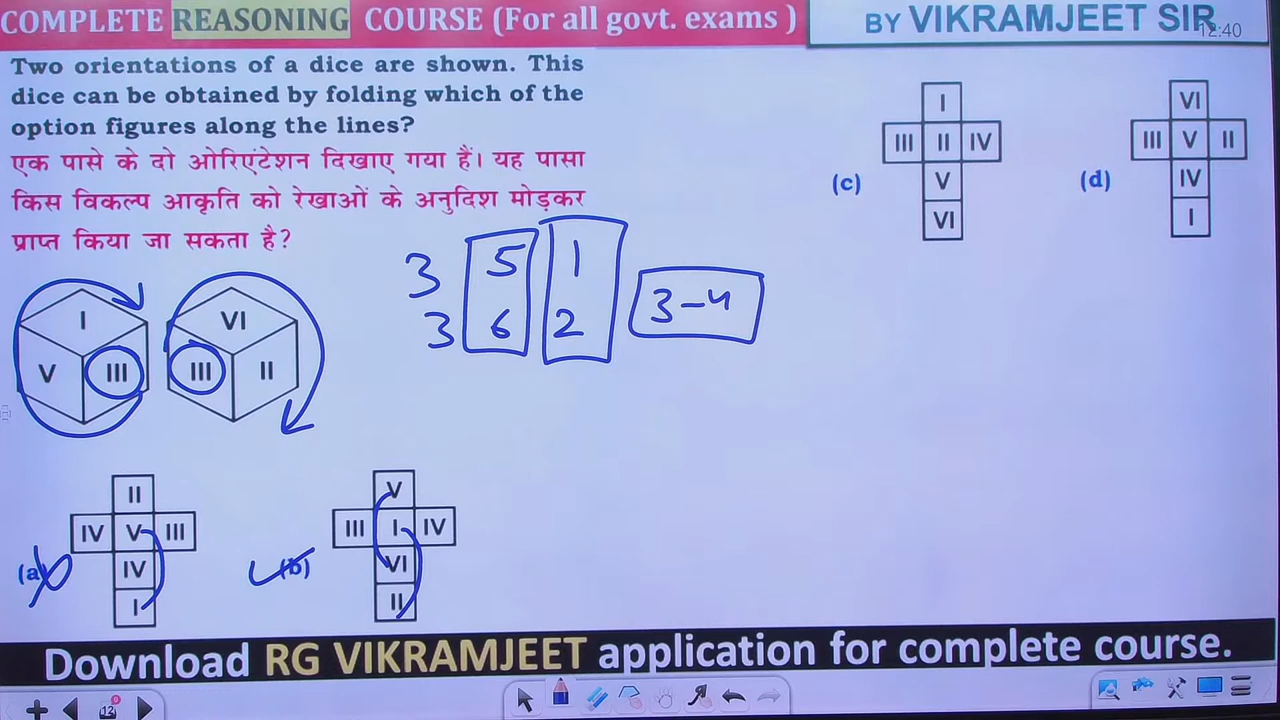 COMPLETE REASONING COURSE (For all govt. exams )
BY VIKRAMJEET SIR
12:40
Two orientations of a dice are shown. This
dice can be obtained by folding which of the
option figures along the lines?
एक पासे के दो ओरिएंटेशन दिखाए गया हैं। यह पासा
किस विकल्प आकृति को रेखाओं के अनुदिश मोड़कर
प्राप्त किया जा सकता है?
3 5 1
3 6 2
3-4
I
V III
VI
III II
(a)
II
IV V III
IV
I
(b)
V
III I IV
VI
II
(c)
I
III II IV
V
VI
(d)
VI
III V II
IV
I
Download RG VIKRAMJEET application for complete course.
12